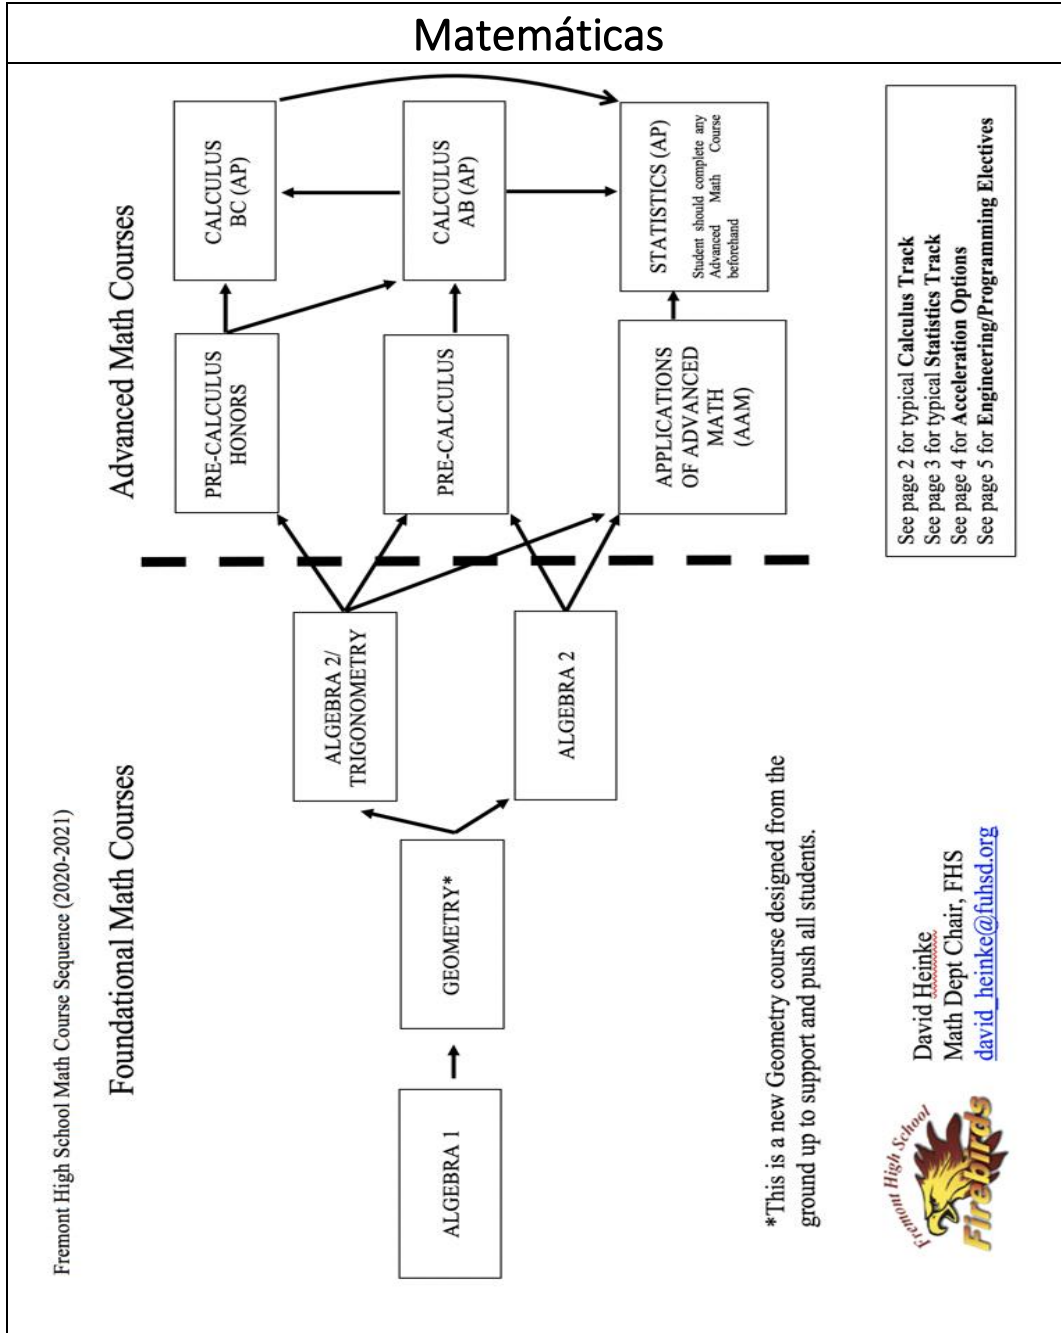 Matemáticas
Fremont High School Math Course Sequence (2020-2021)
Foundational Math Courses
Advanced Math Courses
ALGEBRA 1
GEOMETRY*
ALGEBRA 2/
TRIGONOMETRY
ALGEBRA 2
PRE-CALCULUS
HONORS
PRE-CALCULUS
APPLICATIONS
OF ADVANCED
MATH
(AAM)
CALCULUS
BC (AP)
CALCULUS
AB (AP)
STATISTICS (AP)
Student should complete any
Advanced Math Course
beforehand
*This is a new Geometry course designed from the
ground up to support and push all students.
Fremont High School
Firebirds
David Heinke
Math Dept Chair, FHS
david_heinke@fuhsd.org
See page 2 for typical Calculus Track
See page 3 for typical Statistics Track
See page 4 for Acceleration Options
See page 5 for Engineering/Programming Electives